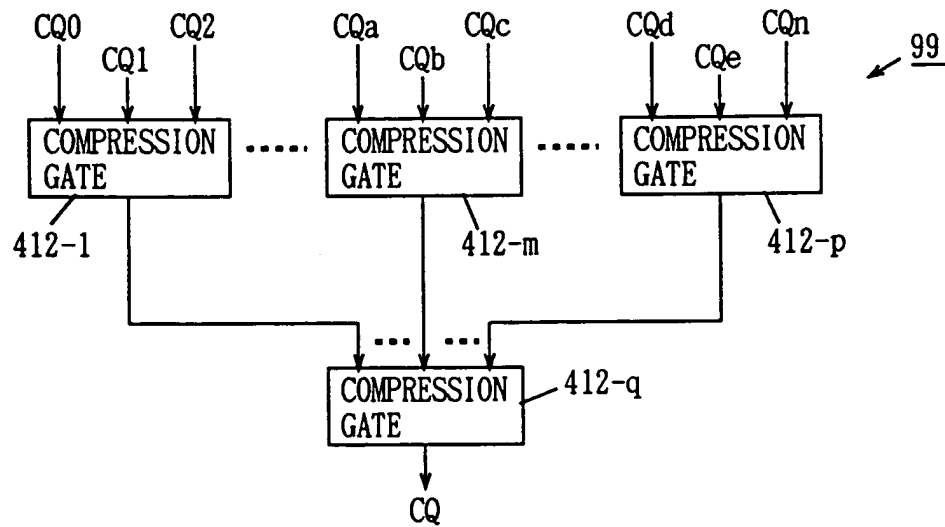 CQ0 CQ2 CQa CQc CQd CQn
CQ1 CQb CQe
99
COMPRESSION
GATE
COMPRESSION
GATE
COMPRESSION
GATE
412-1
412-m
412-p
COMPRESSION
GATE
412-q
CQ